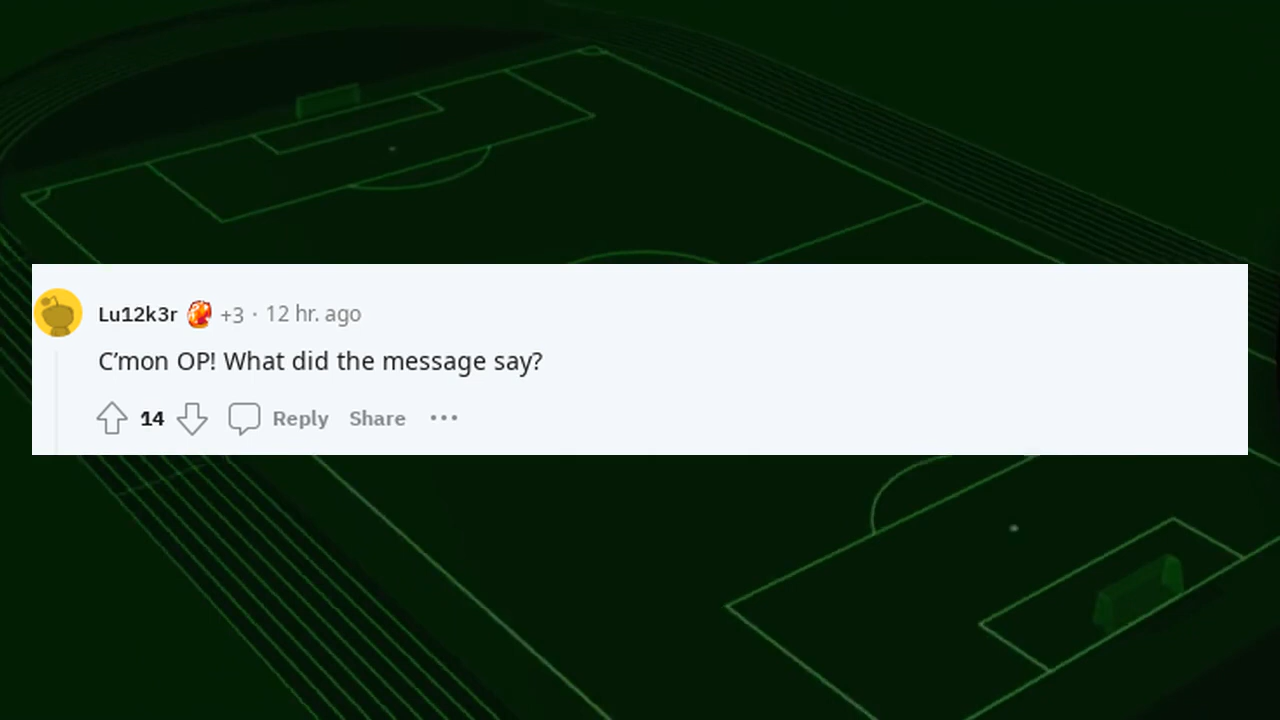 Lu12k3r +3 · 12 hr. ago
C’mon OP! What did the message say?
14 Reply Share ···